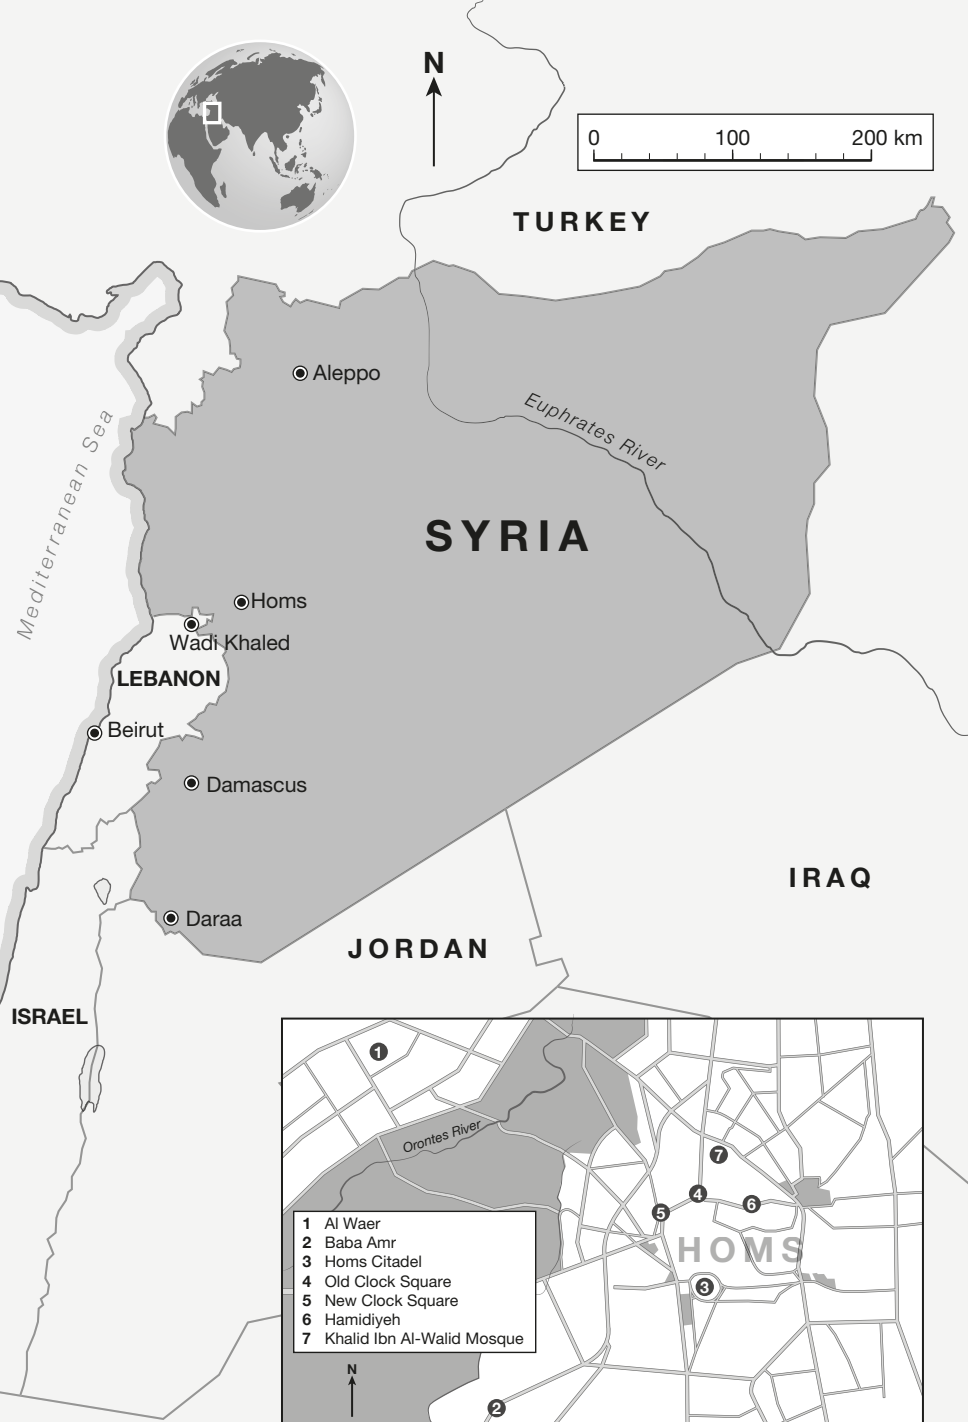 N
0 100 200 km
TURKEY
Aleppo
Euphrates River
Mediterranean Sea
SYRIA
Homs
Wadi Khaled
LEBANON
Beirut
Damascus
IRAQ
Daraa
JORDAN
ISRAEL
1
Orontes River
7
4
6
5
HOMS
3
1 Al Waer
2 Baba Amr
3 Homs Citadel
4 Old Clock Square
5 New Clock Square
6 Hamidiyeh
7 Khalid Ibn Al-Walid Mosque
N
2